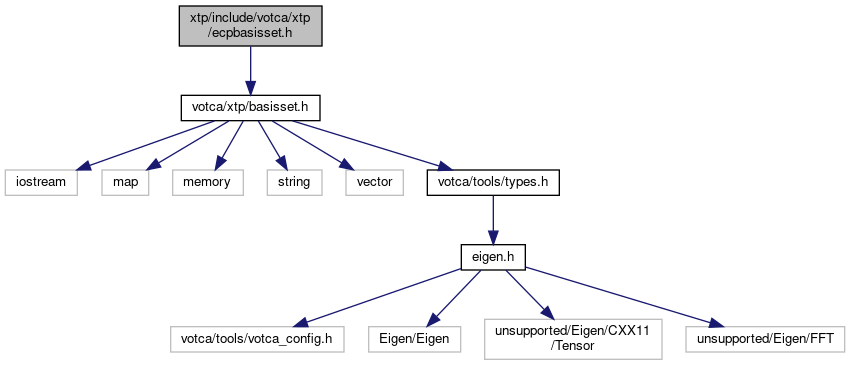 xtp/include/votca/xtp
/ecpbasisset.h
votca/xtp/basisset.h
iostream
map
memory
string
vector
votca/tools/types.h
eigen.h
votca/tools/votca_config.h
Eigen/Eigen
unsupported/Eigen/CXX11
/Tensor
unsupported/Eigen/FFT